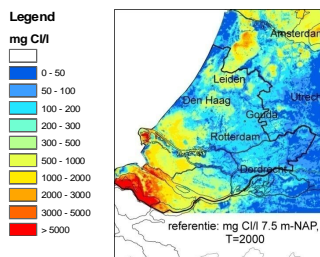 Legend
mg Cl/l
0 - 50
50 - 100
100 - 200
200 - 300
300 - 500
500 - 1000
1000 - 2000
2000 - 3000
3000 - 5000
> 5000
Amsterdam
Leiden
Den Haag
Utrech
Gouda
Rotterdam
Dordrecht
referentie: mg Cl/l 7.5 m-NAP,
T=2000